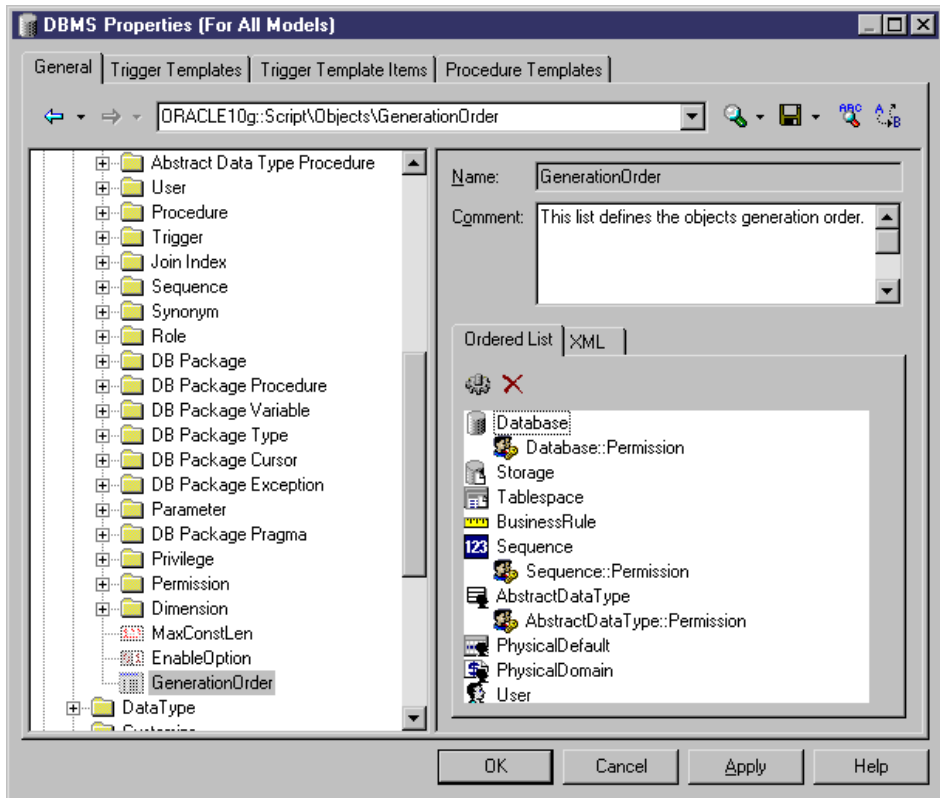 DBMS Properties (For All Models)
General
Trigger Templates
Trigger Template Items
Procedure Templates
ORACLE10g::Script\Objects\GenerationOrder
ABC
A
B
Abstract Data Type Procedure
User
Procedure
Trigger
Join Index
Sequence
Synonym
Role
DB Package
DB Package Procedure
DB Package Variable
DB Package Type
DB Package Cursor
DB Package Exception
Parameter
DB Package Pragma
Privilege
Permission
Dimension
MaxConstLen
EnableOption
GenerationOrder
DataType
Name:
GenerationOrder
Comment:
This list defines the objects generation order.
Ordered List
XML
Database
Database::Permission
Storage
Tablespace
BusinessRule
123
Sequence
Sequence::Permission
AbstractDataType
AbstractDataType::Permission
PhysicalDefault
PhysicalDomain
User
OK
Cancel
Apply
Help